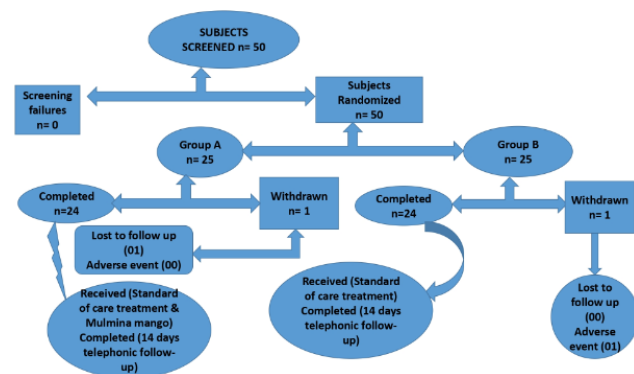 SUBJECTS
SCREENED n= 50
Screening
failures
n= 0
Subjects
Randomized
n= 50
Group A
n= 25
Group B
n= 25
Completed
n=24
Withdrawn
n= 1
Completed
n=24
Withdrawn
n= 1
Lost to follow up
(01)
Adverse event (00)
Received (Standard
of care treatment &
Mulmina mango)
Completed (14 days
telephonic follow-
up)
Received (Standard of care
treatment)
Completed (14 days
telephonic follow-up)
Lost to
follow up
(00)
Adverse
event (01)